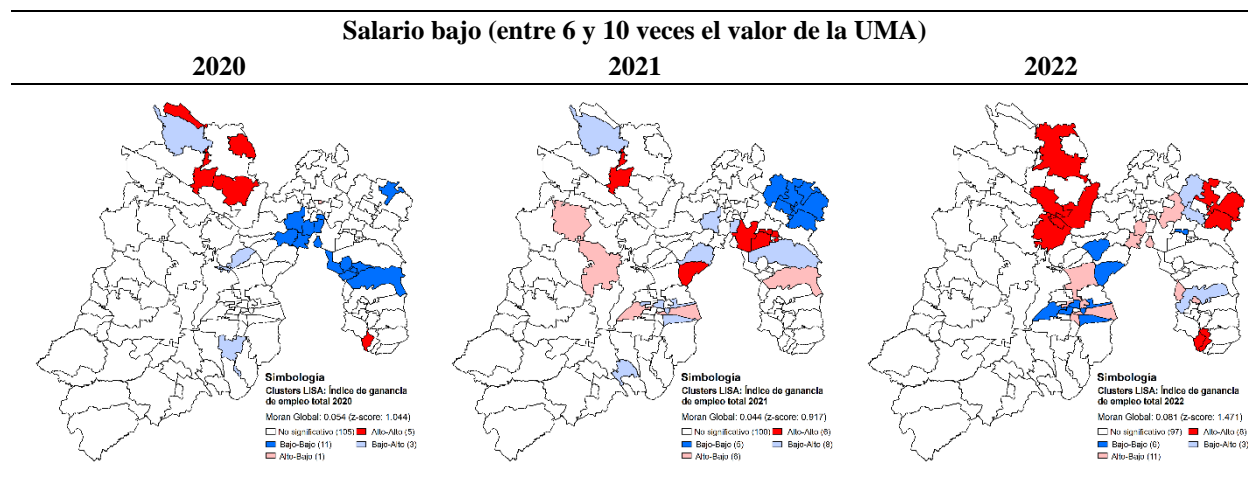 Salario bajo (entre 6 y 10 veces el valor de la UMA)
2020
2021
2022
Simbología
Clusters LISA: Índice de ganancia
de empleo total 2020
Moran Global: 0.054 (z-score: 1.044)
No significativo (105)
Alto-Alto (5)
Bajo-Bajo (11)
Bajo-Alto (3)
Alto-Bajo (1)
Simbología
Clusters LISA: Índice de ganancia
de empleo total 2021
Moran Global: 0.044 (z-score: 0.917)
No significativo (100)
Alto-Alto (6)
Bajo-Bajo (5)
Bajo-Alto (8)
Alto-Bajo (6)
Simbología
Clusters LISA: Índice de ganancia
de empleo total 2022
Moran Global: 0.081 (z-score: 1.471)
No significativo (97)
Alto-Alto (8)
Bajo-Bajo (6)
Bajo-Alto (3)
Alto-Bajo (11)